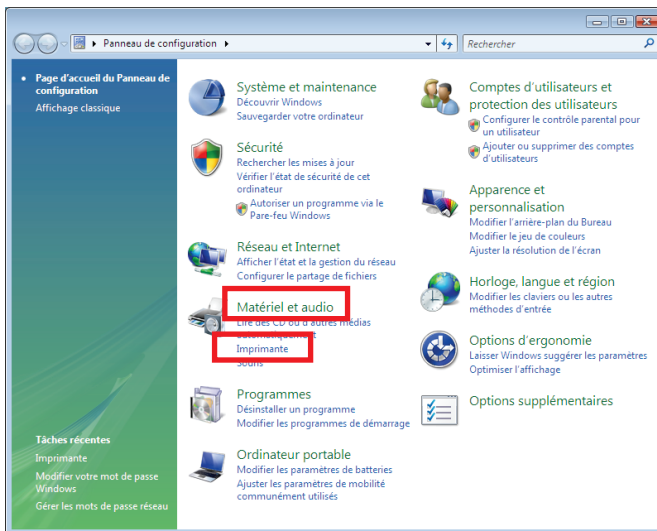 Panneau de configuration
Rechercher
Page d'accueil du Panneau de
configuration
Affichage classique
Système et maintenance
Découvrir Windows
Sauvegarder votre ordinateur
Sécurité
Rechercher les mises à jour
Vérifier l'état de sécurité de cet
ordinateur
Autoriser un programme via le
Pare-feu Windows
Réseau et Internet
Afficher l'état et la gestion du réseau
Configurer le partage de fichiers
Matériel et audio
Lire des CD ou d'autres médias
automatiquement
Imprimante
Sons
Programmes
Désinstaller un programme
Modifier les programmes de démarrage
Ordinateur portable
Modifier les paramètres de batteries
Ajuster les paramètres de mobilité
communément utilisés
Comptes d'utilisateurs et
protection des utilisateurs
Configurer le contrôle parental pour
un utilisateur
Ajouter ou supprimer des comptes
d'utilisateurs
Apparence et
personnalisation
Modifier l'arrière-plan du Bureau
Modifier le jeu de couleurs
Ajuster la résolution de l'écran
Horloge, langue et région
Modifier les claviers ou les autres
méthodes d'entrée
Options d'ergonomie
Laisser Windows suggérer les paramètres
Optimiser l'affichage
Options supplémentaires
Tâches récentes
Imprimante
Modifier votre mot de passe
Windows
Gérer les mots de passe réseau